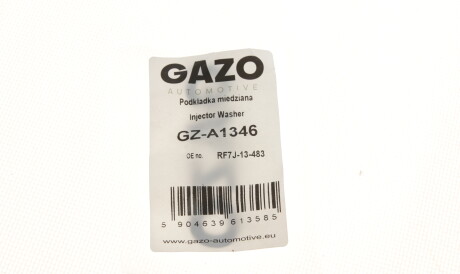 GAZO
AUTOMOTIVE
Podkładka miedziana
Injector Washer
GZ-A1346
OE no. RF7J-13-483
5 904639 613585
www.gazo-automotive.eu